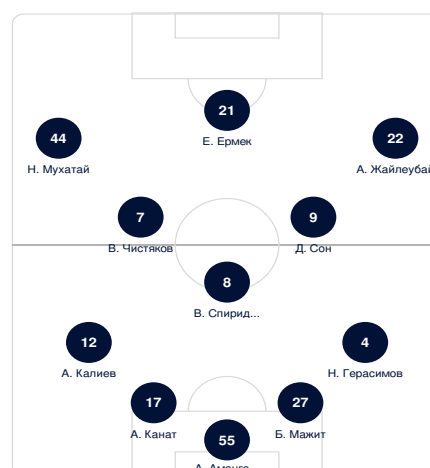 21
Е. Ермек
44
Н. Мухатай
22
А. Жайлеубай
7
В. Чистяков
9
Д. Сон
8
В. Спирид...
12
А. Калиев
4
Н. Герасимов
17
А. Канат
27
Б. Мажит
55